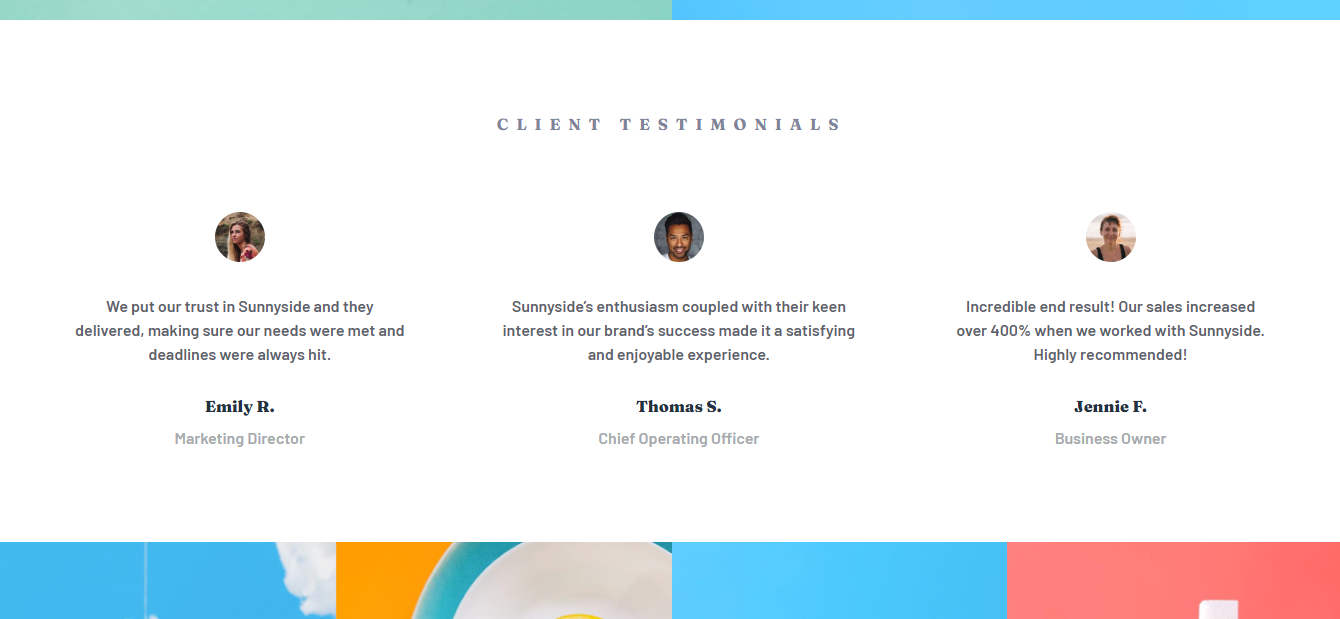 CLIENT TESTIMONIALS
We put our trust in Sunnyside and they
delivered, making sure our needs were met and
deadlines were always hit.
Emily R.
Marketing Director
Sunnyside’s enthusiasm coupled with their keen
interest in our brand’s success made it a satisfying
and enjoyable experience.
Thomas S.
Chief Operating Officer
Incredible end result! Our sales increased
over 400% when we worked with Sunnyside.
Highly recommended!
Jennie F.
Business Owner